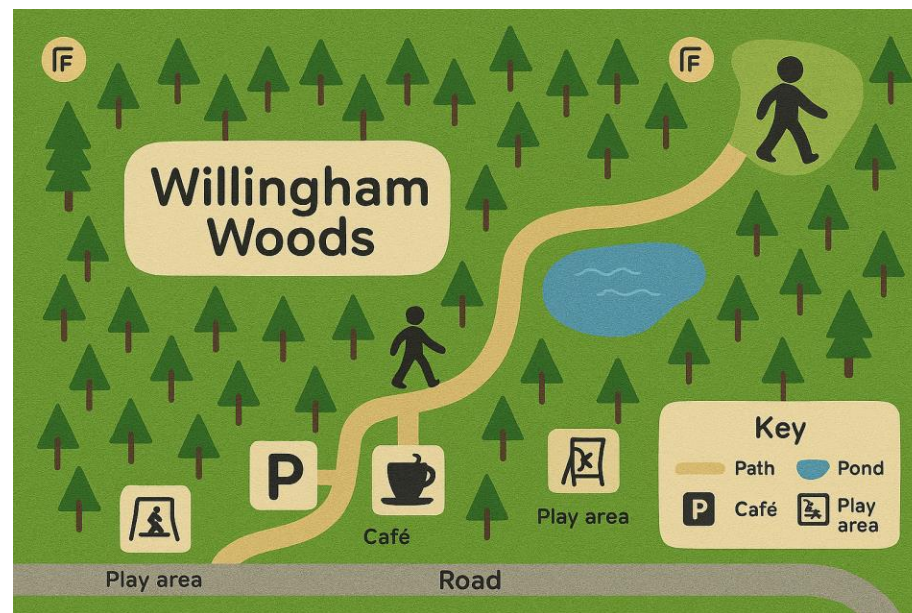 F
F
Willingham
Woods
P
Café
Play area
Play area
Road
Key
Path
Pond
P
Café
Play
area